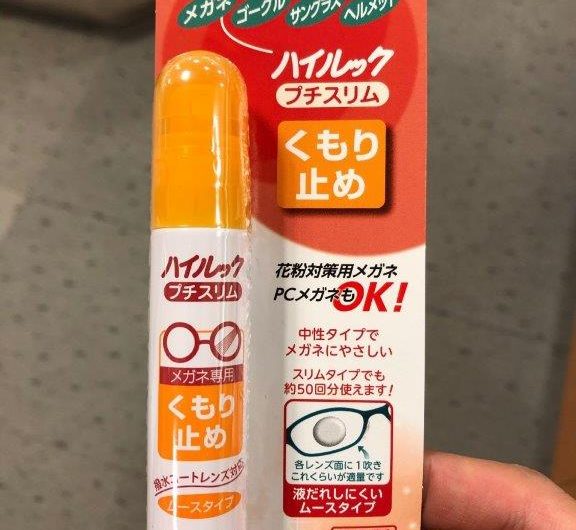 メガネ ゴーグル サングラス ヘルメット
ハイルック
プチスリム
くもり
止め
花粉対策用メガネ
PCメガネもOK!
中性タイプで
メガネにやさしい
スリムタイプでも
約50回分使えます!
各レンズ面に1吹き
これくらいが適量です
液だれしにくい
ムースタイプ
ハイルック
プチスリム
メガネ専用
くもり
止め
撥水コートレンズ対応
ムースタイプ